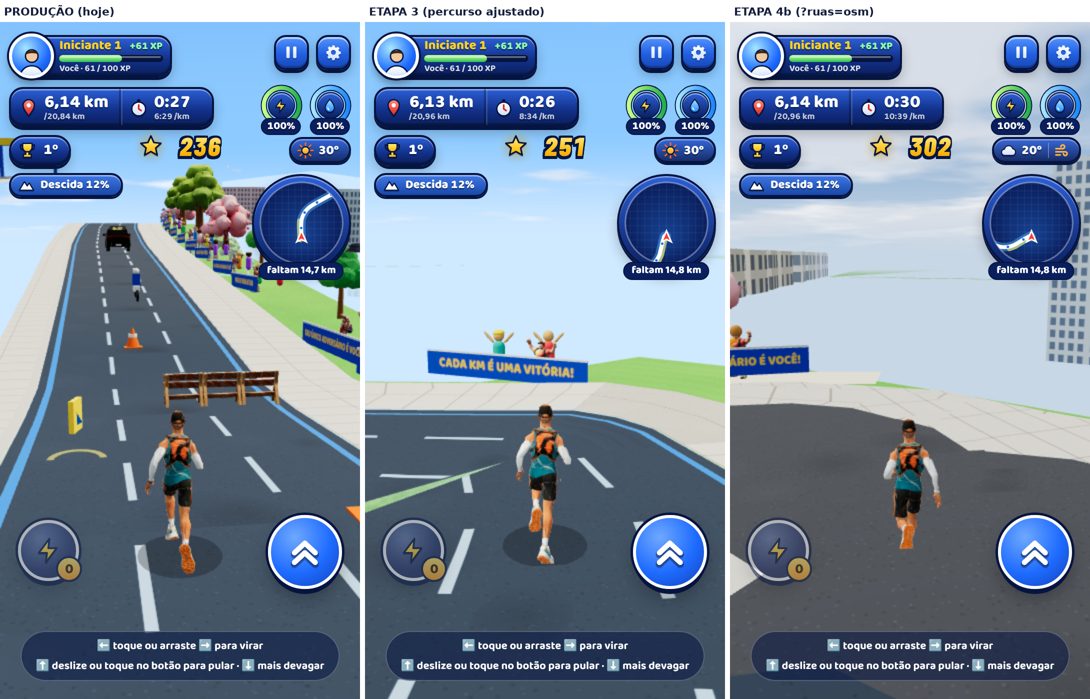 PRODUÇÃO (hoje)
Iniciante 1 +61 XP
Você · 61 / 100 XP
6,14 km 0:27
/20,84 km 6:29 /km
100% 100%
1° 236 30°
Descida 12%
faltam 14,7 km
0
⬅️ toque ou arraste ➡️ para virar
⬆️ deslize ou toque no botão para pular · ⬇️ mais devagar
ETAPA 3 (percurso ajustado)
Iniciante 1 +61 XP
Você · 61 / 100 XP
6,13 km 0:26
/20,96 km 8:34 /km
100% 100%
1° 251 30°
Descida 12%
faltam 14,8 km
CADA KM É UMA VITÓRIA!
0
⬅️ toque ou arraste ➡️ para virar
⬆️ deslize ou toque no botão para pular · ⬇️ mais devagar
ETAPA 4b (?ruas=osm)
Iniciante 1 +61 XP
Você · 61 / 100 XP
6,14 km 0:30
/20,96 km 10:39 /km
100% 100%
1° 302 20°
Descida 12%
faltam 14,8 km
ÁRIO É VOCÊ!
0
⬅️ toque ou arraste ➡️ para virar
⬆️ deslize ou toque no botão para pular · ⬇️ mais devagar